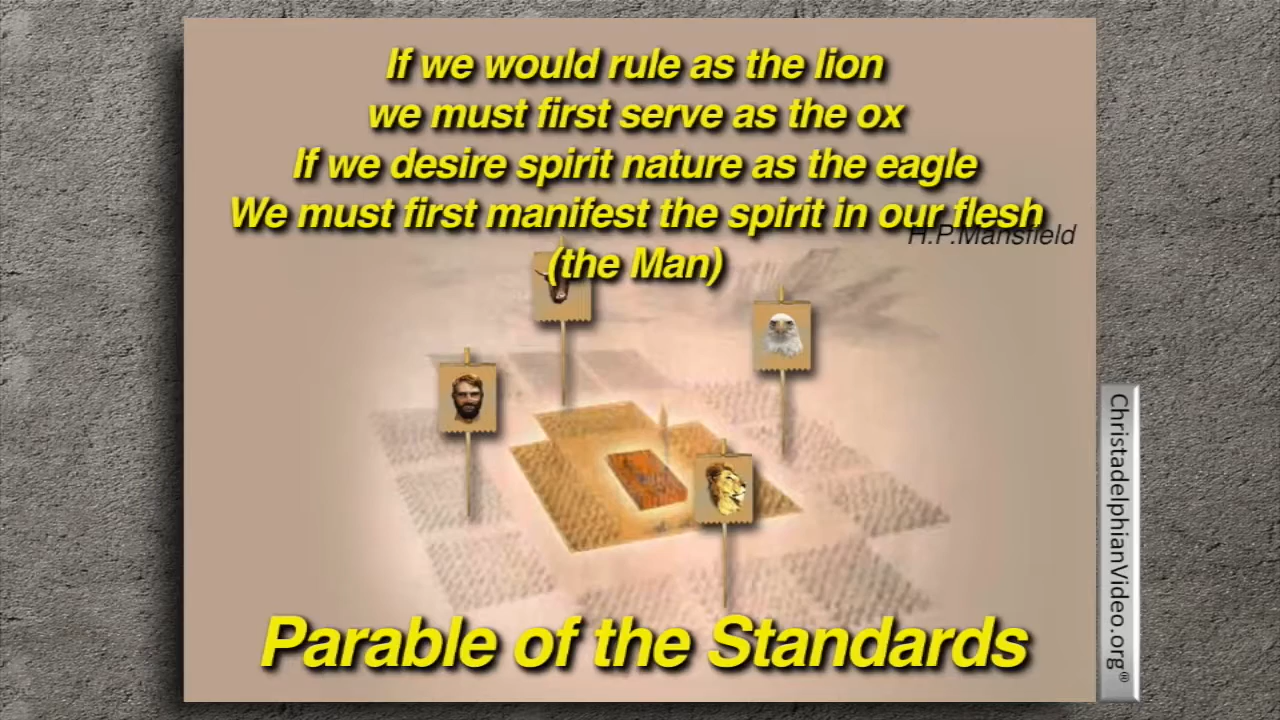 If we would rule as the lion
we must first serve as the ox
If we desire spirit nature as the eagle
We must first manifest the spirit in our flesh
H.P.Mansfield
(the Man)
Parable of the Standards
ChristadelphianVideo.org®